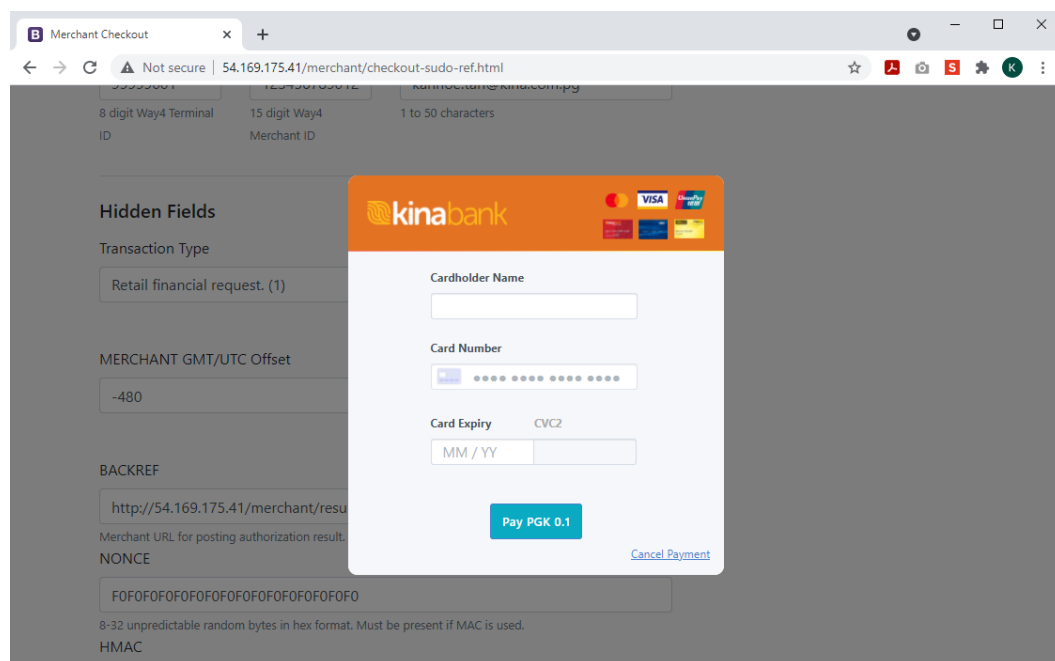 Merchant Checkout
Not secure | 54.169.175.41/merchant/checkout-sudo-ref.html
K
8 digit Way4 Terminal ID
15 digit Way4 Merchant ID
1 to 50 characters
Hidden Fields
Transaction Type
Retail financial request. (1)
MERCHANT GMT/UTC Offset
-480
BACKREF
http://54.169.175.41/merchant/resu
Merchant URL for posting authorization result.
NONCE
F0F0F0F0F0F0F0F0F0F0F0F0F0F0F0F0
8-32 unpredictable random bytes in hex format. Must be present if MAC is used.
HMAC
kinabank
VISA
Cardholder Name
Card Number
Card Expiry CVC2
MM / YY
Pay PGK 0.1
Cancel Payment